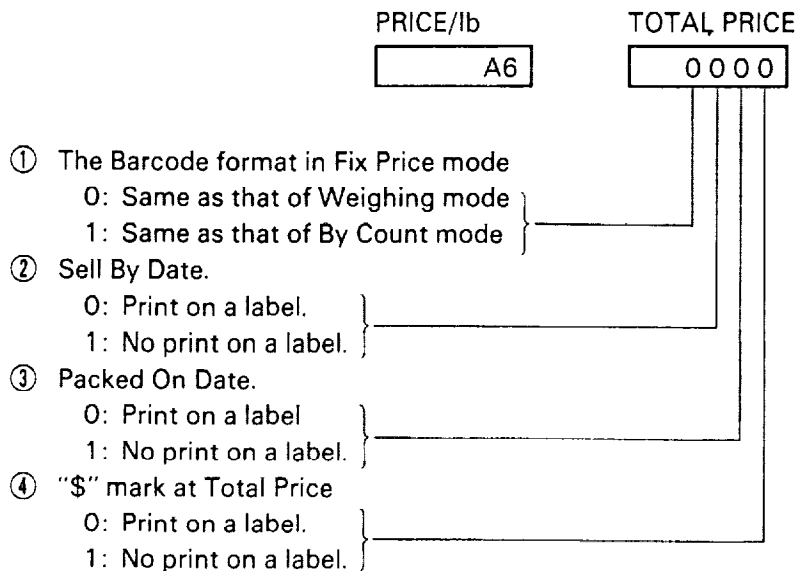 PRICE/lb TOTAL PRICE
A6 0000
① The Barcode format in Fix Price mode
0: Same as that of Weighing mode
1: Same as that of By Count mode
② Sell By Date.
0: Print on a label.
1: No print on a label.
③ Packed On Date.
0: Print on a label
1: No print on a label.
④ "$" mark at Total Price
0: Print on a label.
1: No print on a label.